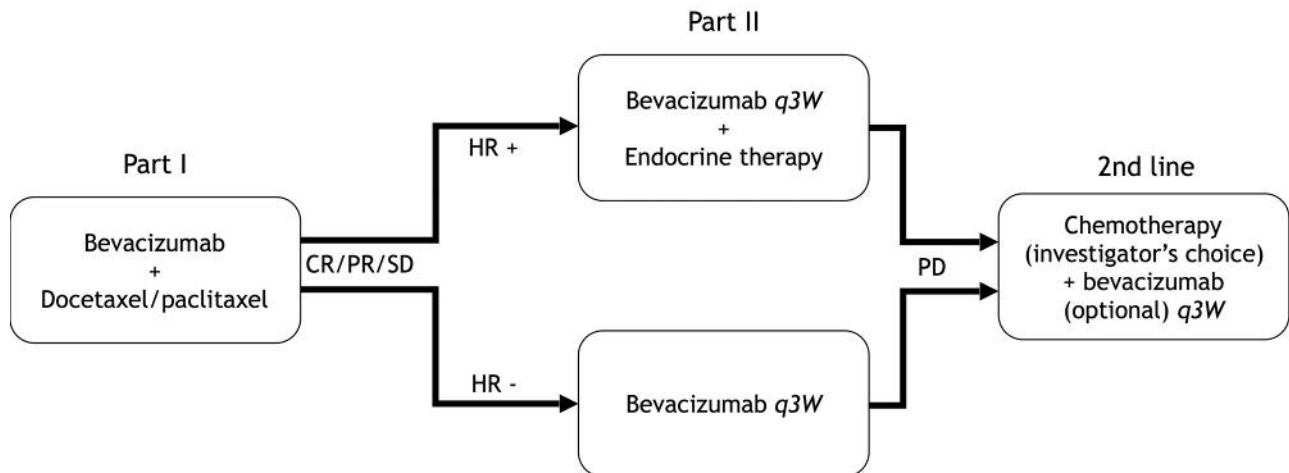 Part I
Bevacizumab
+
Docetaxel/paclitaxel
CR/PR/SD
HR +
HR -
Part II
Bevacizumab q3W
+
Endocrine therapy
Bevacizumab q3W
PD
2nd line
Chemotherapy
(investigator’s choice)
+ bevacizumab
(optional) q3W